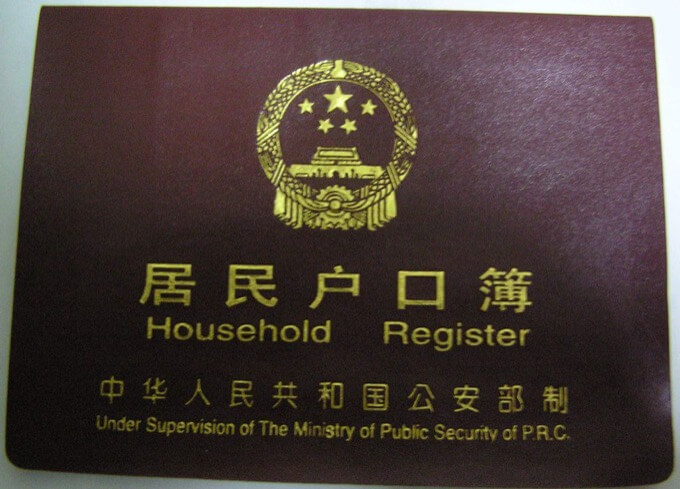 居民户口簿
Household Register
中华人民共和国公安部制
Under Supervision of The Ministry of Public Security of P.R.C.